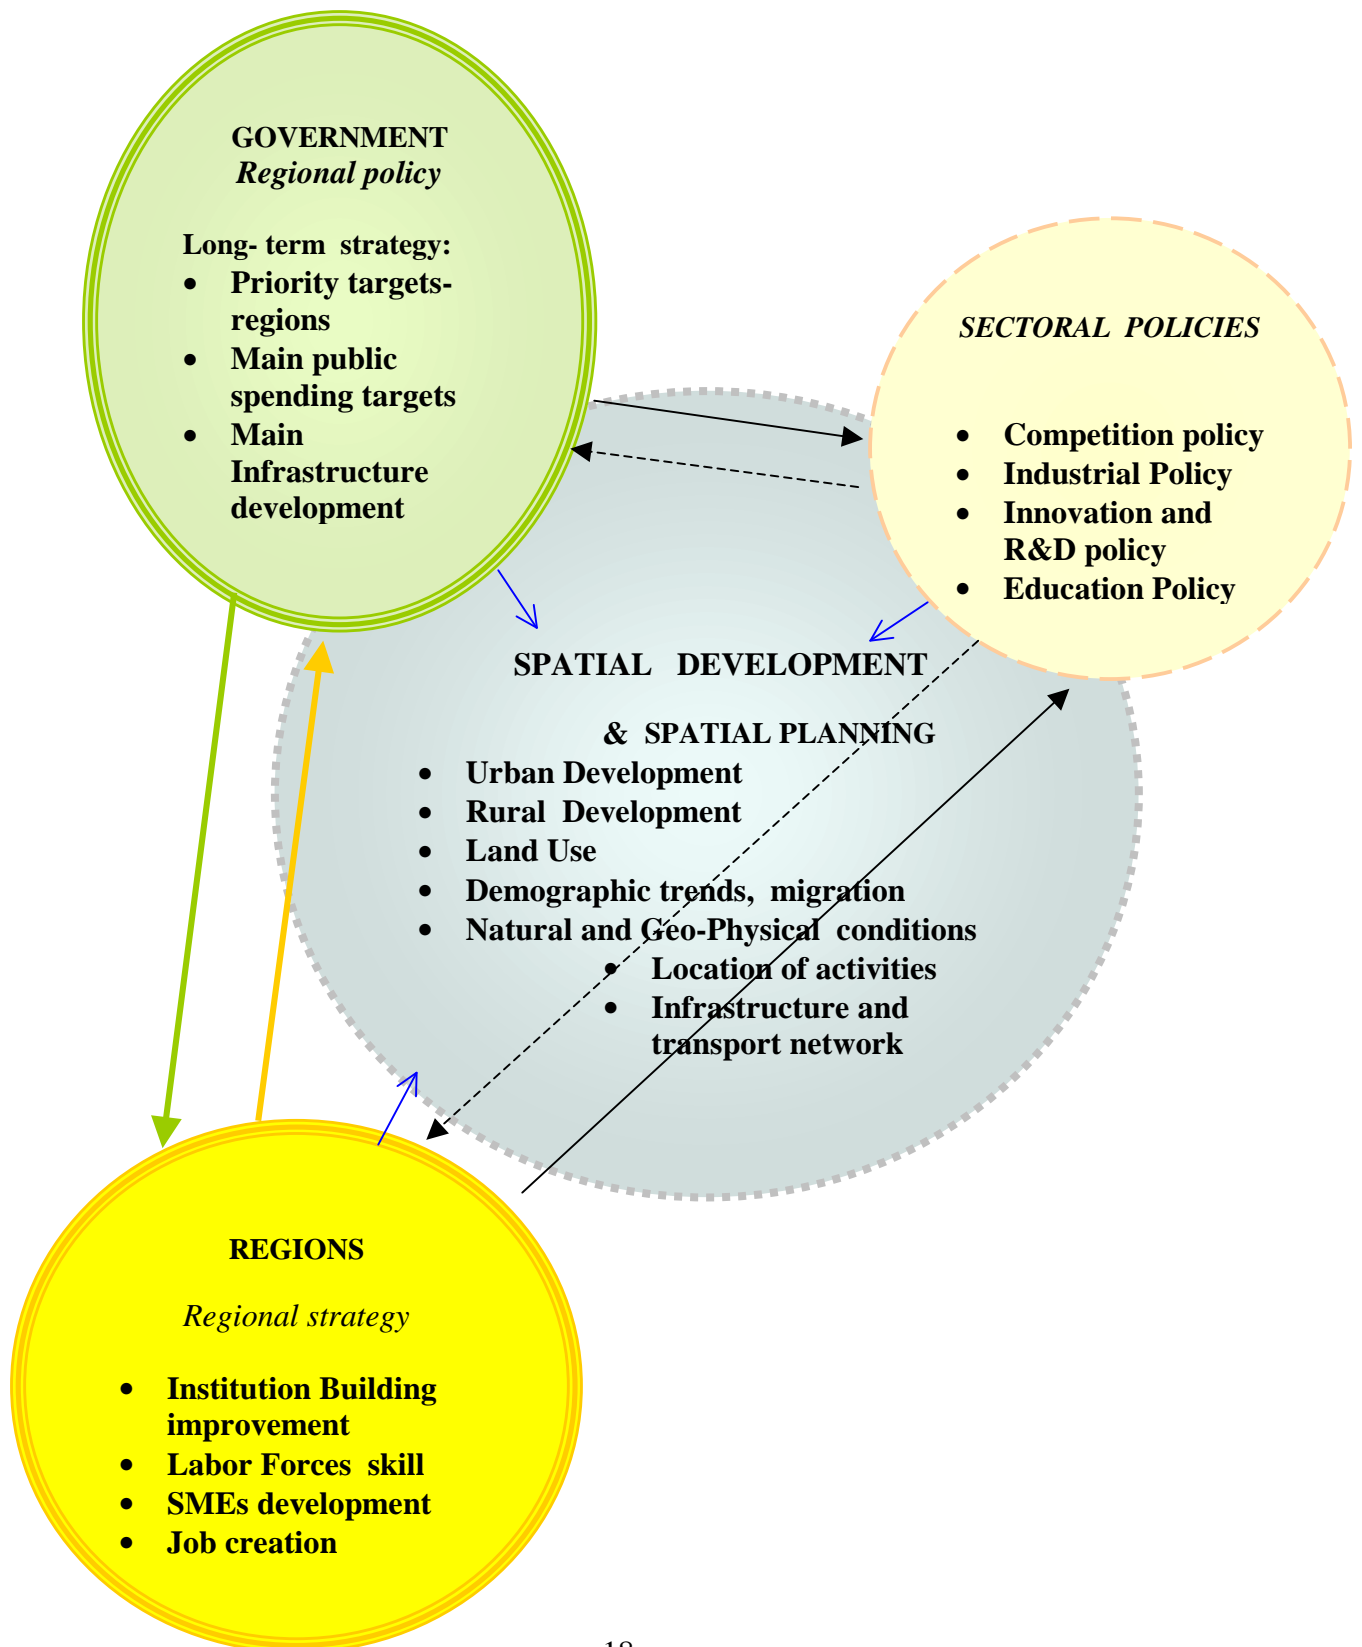 GOVERNMENT
Regional policy
Long- term strategy:
• Priority targets-
regions
• Main public
spending targets
• Main
Infrastructure
development
SECTORAL POLICIES
• Competition policy
• Industrial Policy
• Innovation and
R&D policy
• Education Policy
SPATIAL DEVELOPMENT
& SPATIAL PLANNING
• Urban Development
• Rural Development
• Land Use
• Demographic trends, migration
• Natural and Geo-Physical conditions
• Location of activities
• Infrastructure and
transport network
REGIONS
Regional strategy
• Institution Building
improvement
• Labor Forces skill
• SMEs development
• Job creation